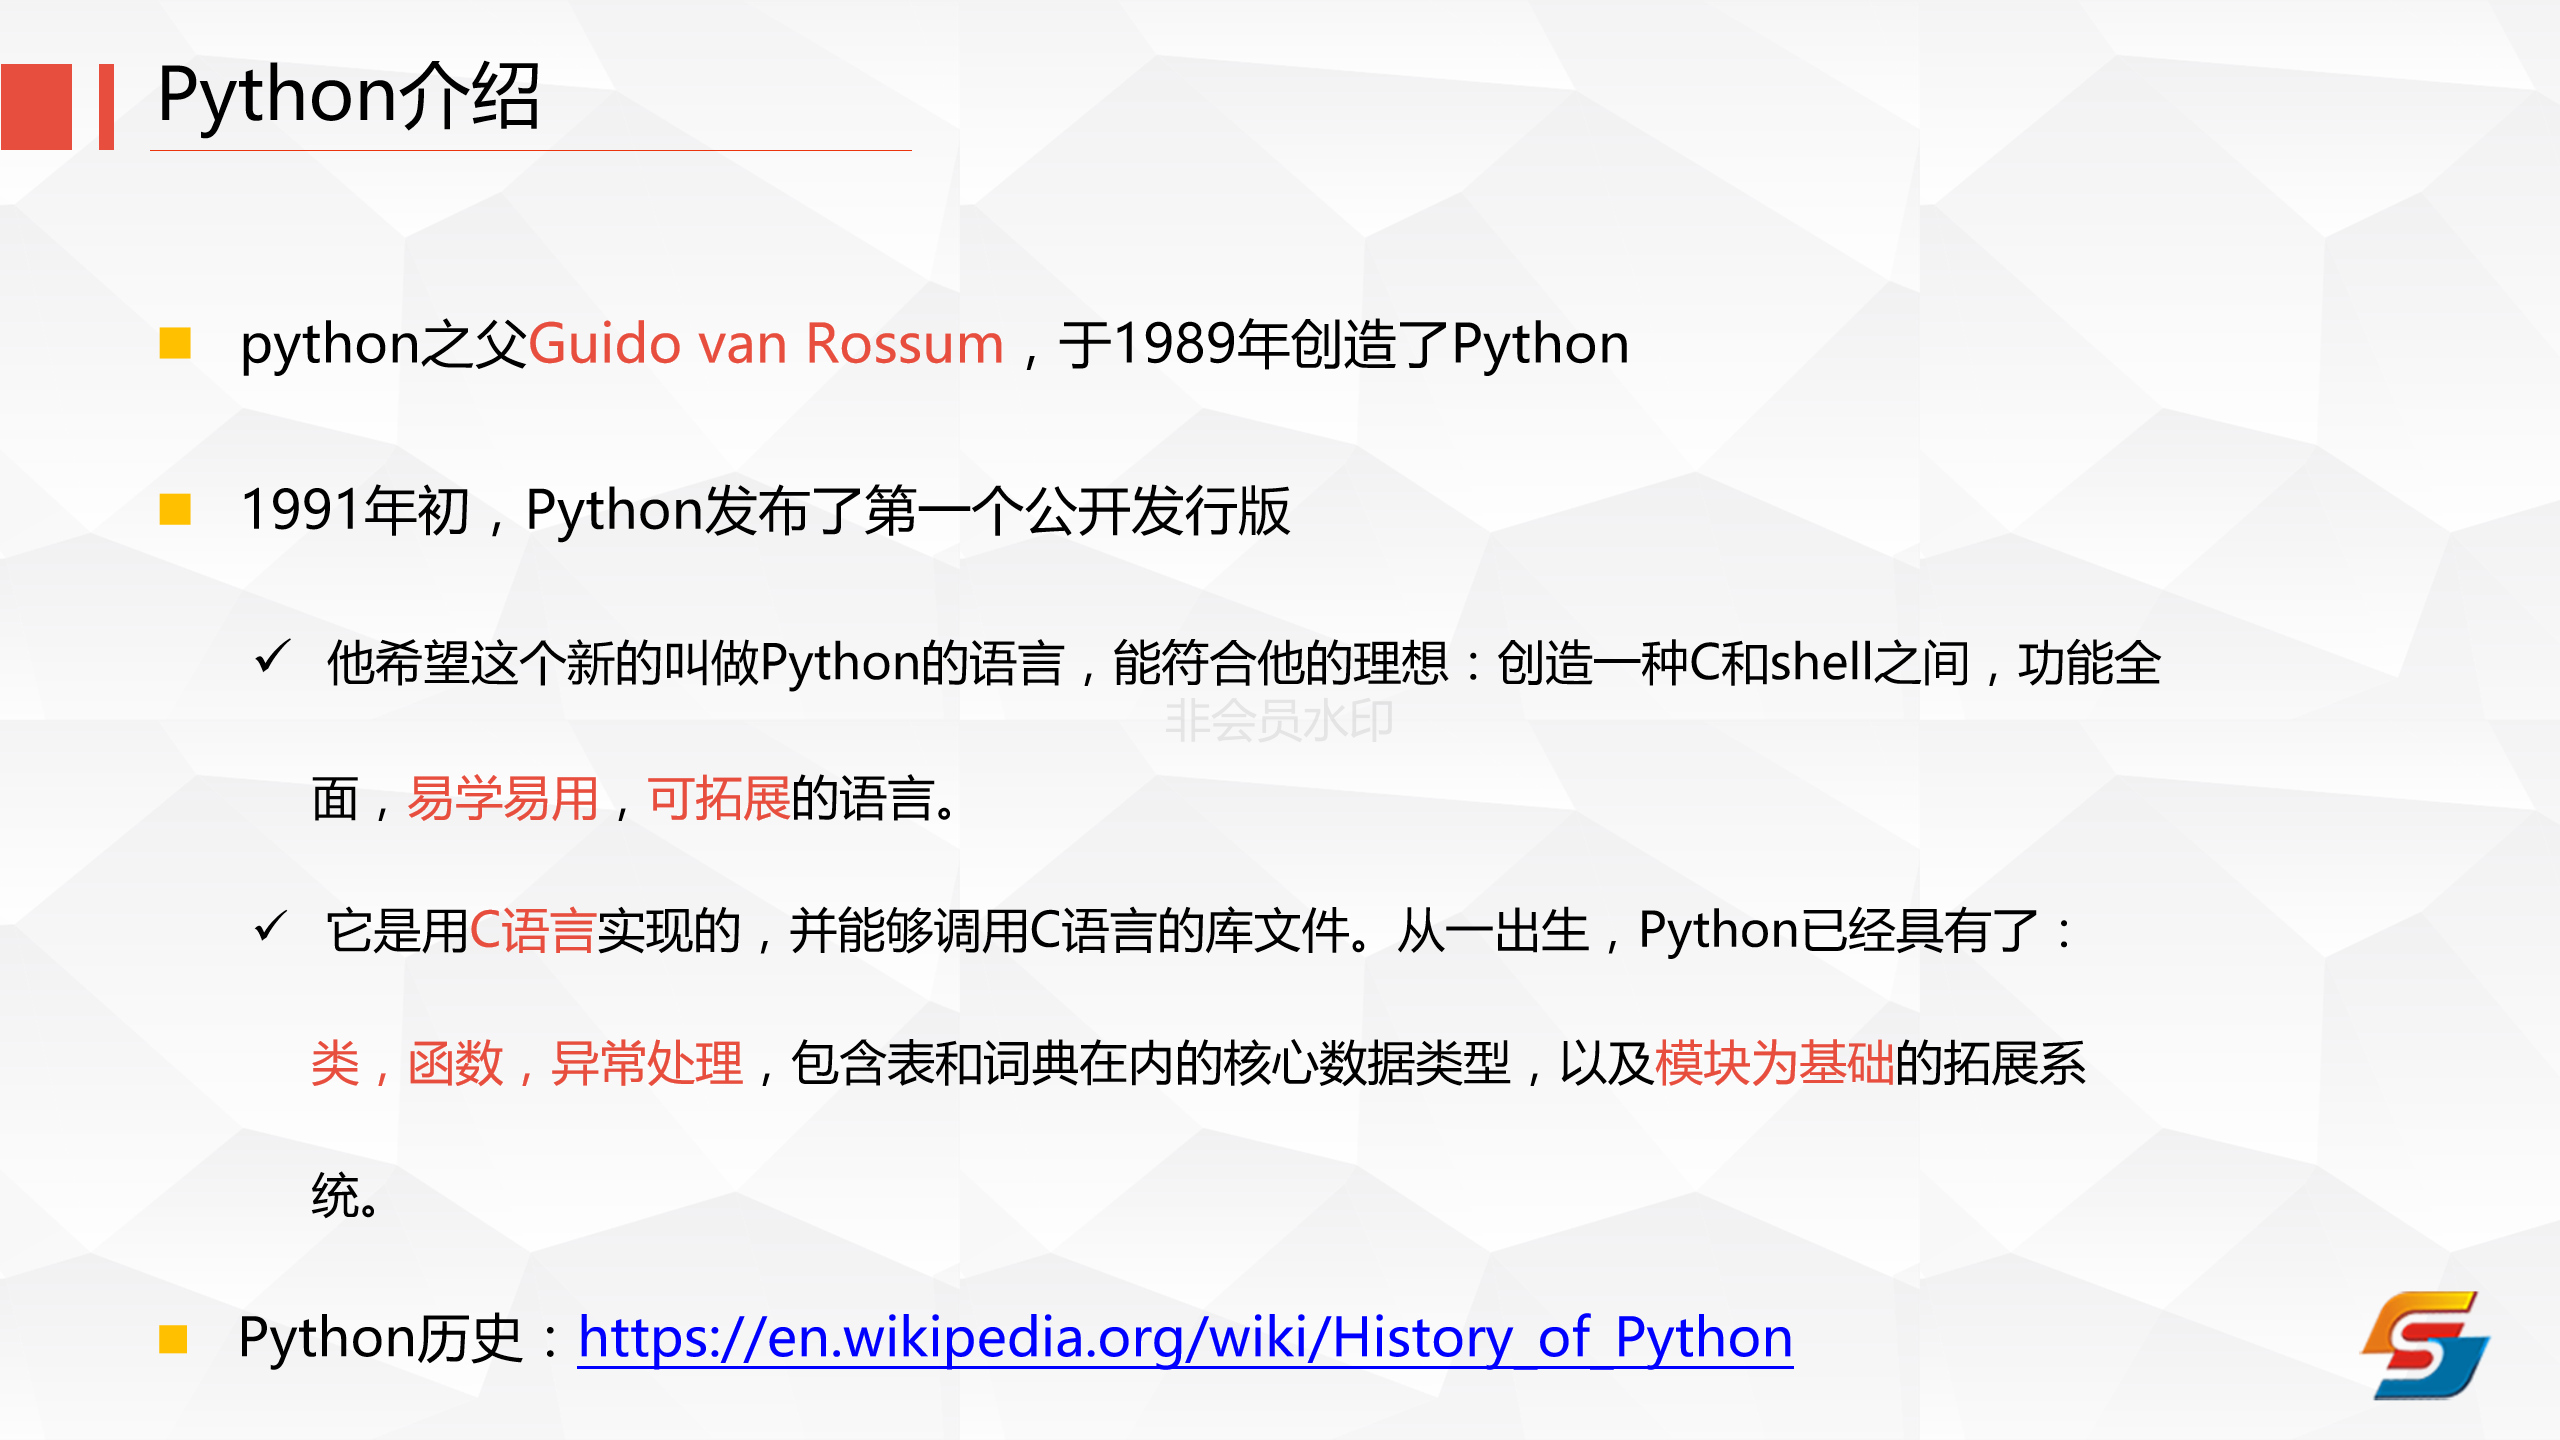 Python介绍
python之父Guido van Rossum，于1989年创造了Python
1991年初，Python发布了第一个公开发行版
他希望这个新的叫做Python的语言，能符合他的理想：创造一种C和shell之间，功能全
非会员水印
面，易学易用，可拓展的语言。
它是用C语言实现的，并能够调用C语言的库文件。从一出生，Python已经具有了：
类，函数，异常处理，包含表和词典在内的核心数据类型，以及模块为基础的拓展系
统。
Python历史：https://en.wikipedia.org/wiki/History_of_Python